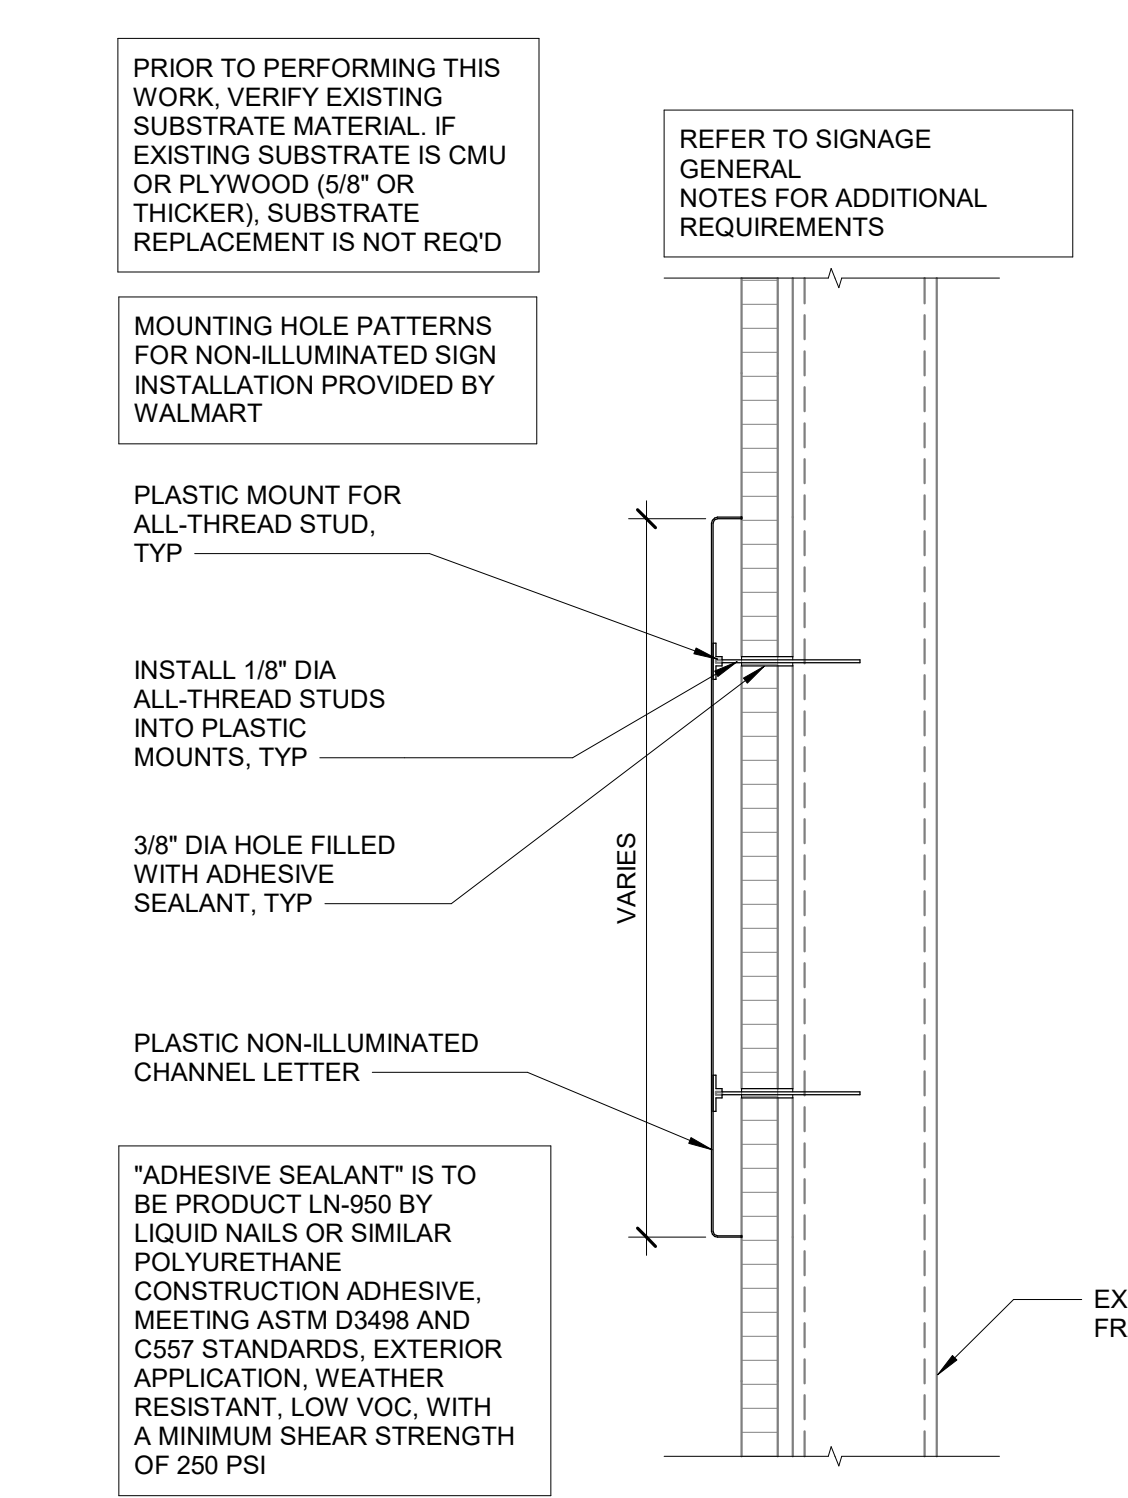 PRIOR TO PERFORMING THIS
WORK, VERIFY EXISTING
SUBSTRATE MATERIAL. IF
EXISTING SUBSTRATE IS CMU
OR PLYWOOD (5/8" OR
THICKER), SUBSTRATE
REPLACEMENT IS NOT REQ'D
REFER TO SIGNAGE
GENERAL
NOTES FOR ADDITIONAL
REQUIREMENTS
MOUNTING HOLE PATTERNS
FOR NON-ILLUMINATED SIGN
INSTALLATION PROVIDED BY
WALMART
PLASTIC MOUNT FOR
ALL-THREAD STUD,
TYP
INSTALL 1/8" DIA
ALL-THREAD STUDS
INTO PLASTIC
MOUNTS, TYP
3/8" DIA HOLE FILLED
WITH ADHESIVE
SEALANT, TYP
VARIES
PLASTIC NON-ILLUMINATED
CHANNEL LETTER
"ADHESIVE SEALANT" IS TO
BE PRODUCT LN-950 BY
LIQUID NAILS OR SIMILAR
POLYURETHANE
CONSTRUCTION ADHESIVE,
MEETING ASTM D3498 AND
C557 STANDARDS, EXTERIOR
APPLICATION, WEATHER
RESISTANT, LOW VOC, WITH
A MINIMUM SHEAR STRENGTH
OF 250 PSI
EX
FR